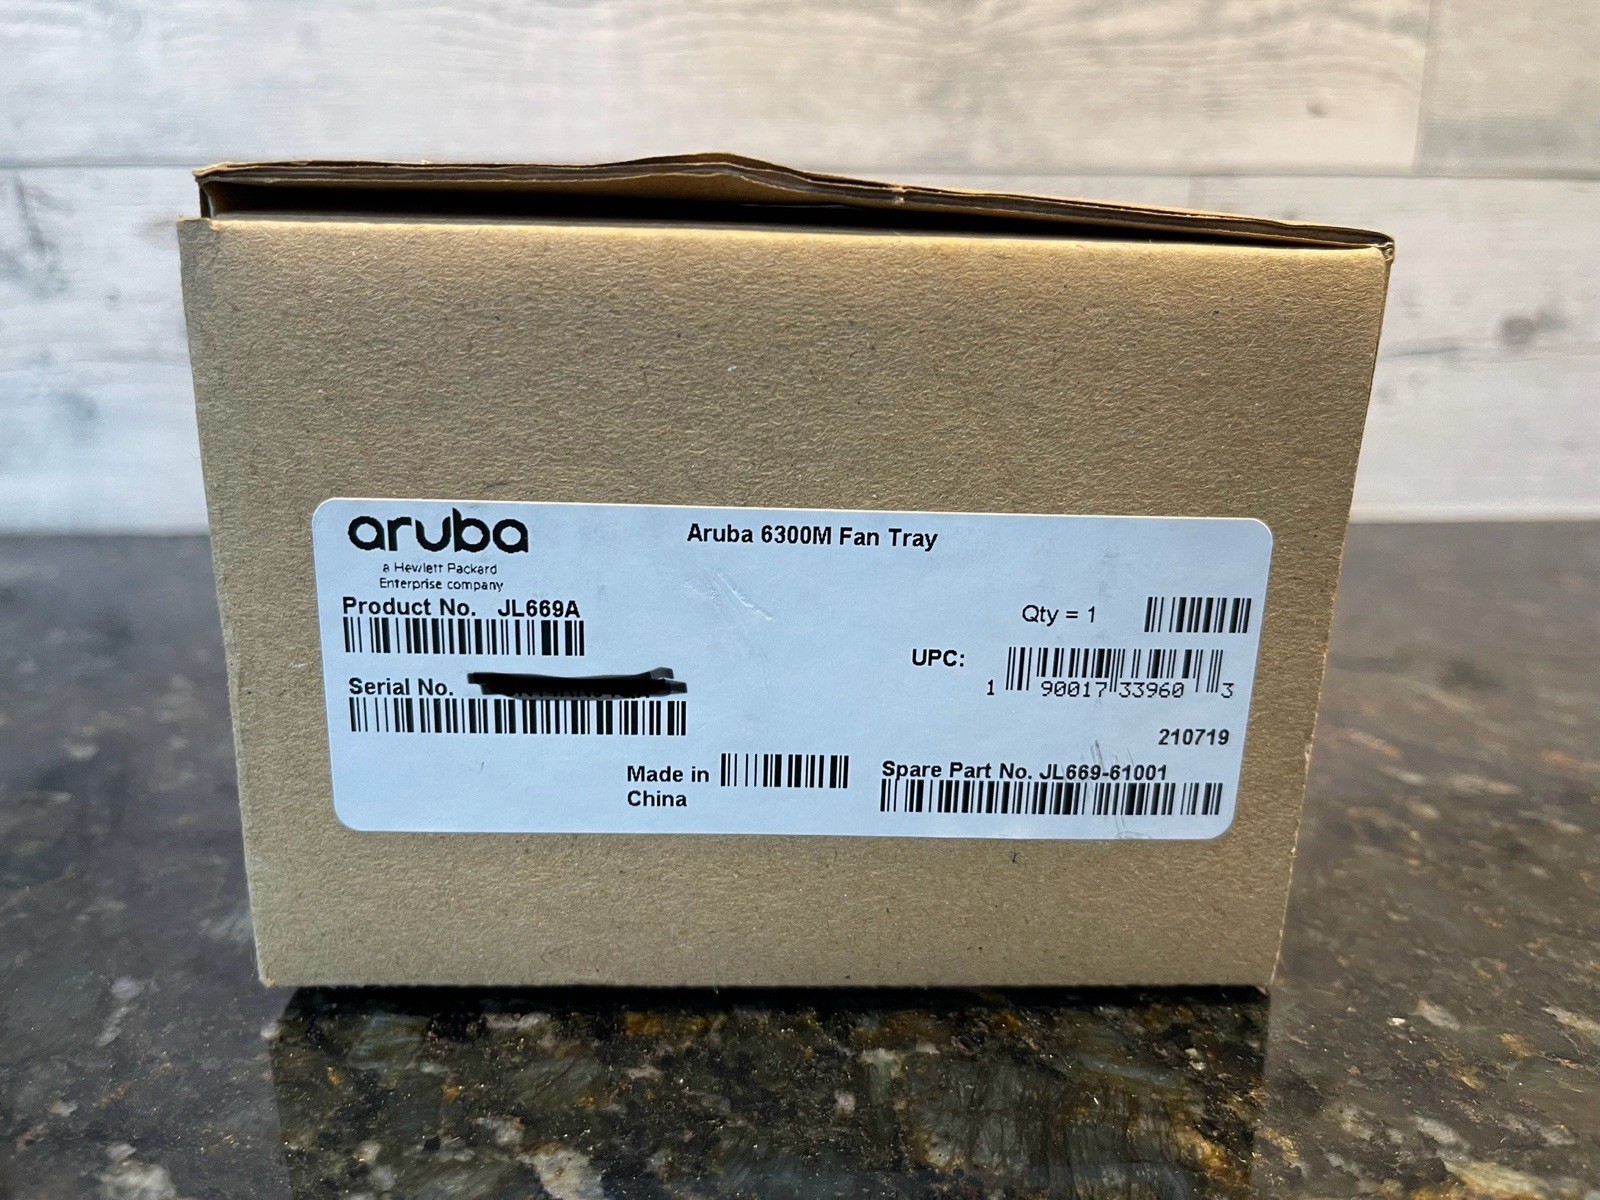 aruba
a Hewlett Packard
Enterprise company
Aruba 6300M Fan Tray
Product No. JL669A
Qty = 1
UPC:
1 90017 33960 3
Serial No.
210719
Made in
China
Spare Part No. JL669-61001